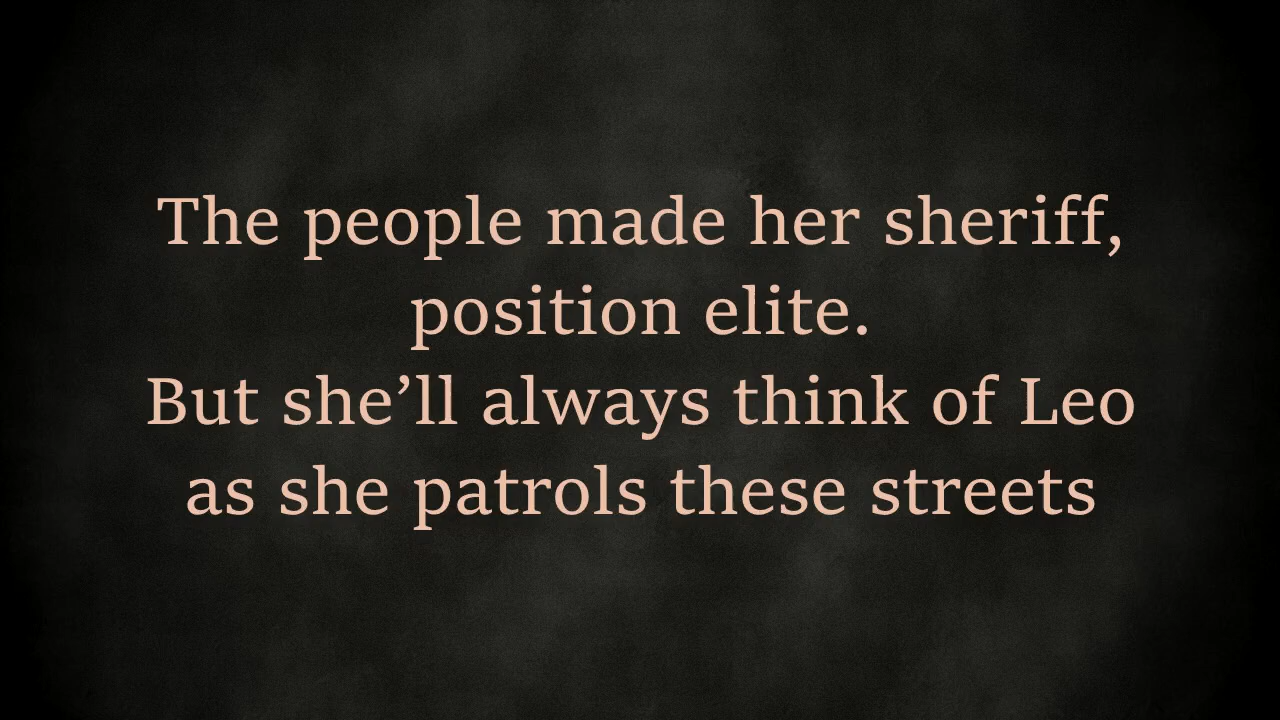 The people made her sheriff,
position elite.
But she’ll always think of Leo
as she patrols these streets